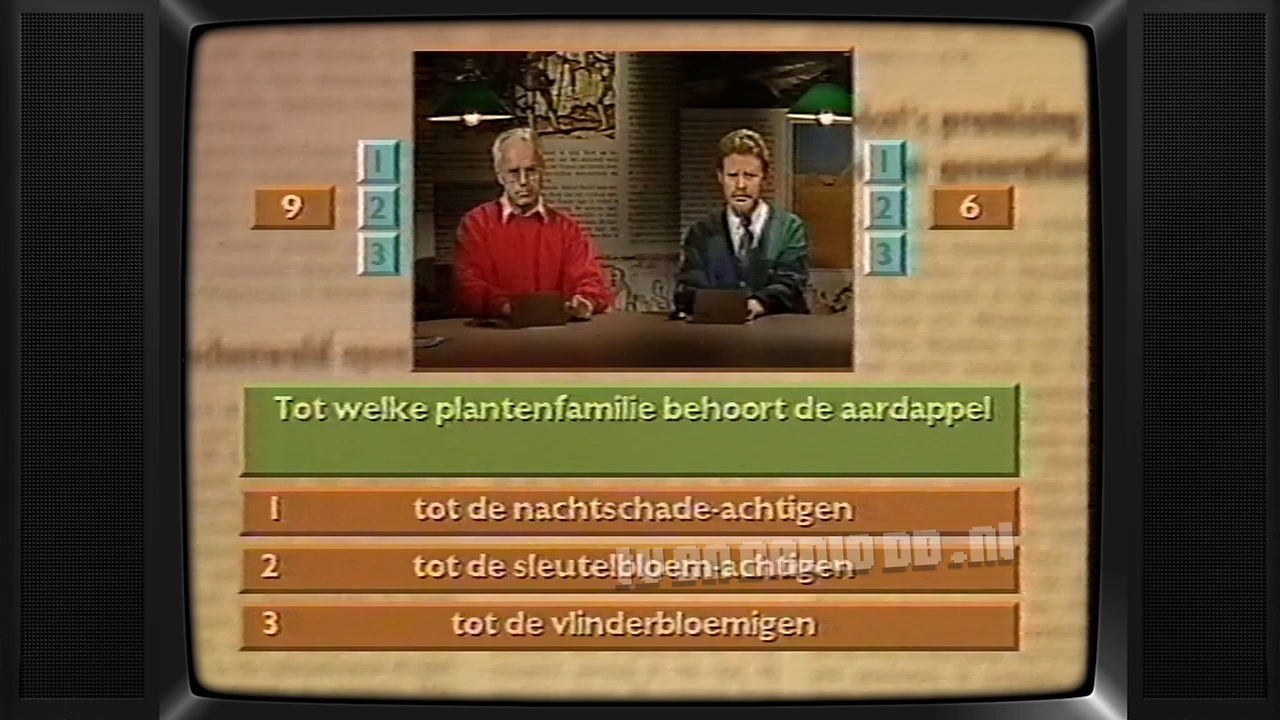 1
2
3
9
1
2
3
6
Tot welke plantenfamilie behoort de aardappel
1 tot de nachtschade-achtigen
2 tot de sleutelbloem-achtigen
3 tot de vlinderbloemigen